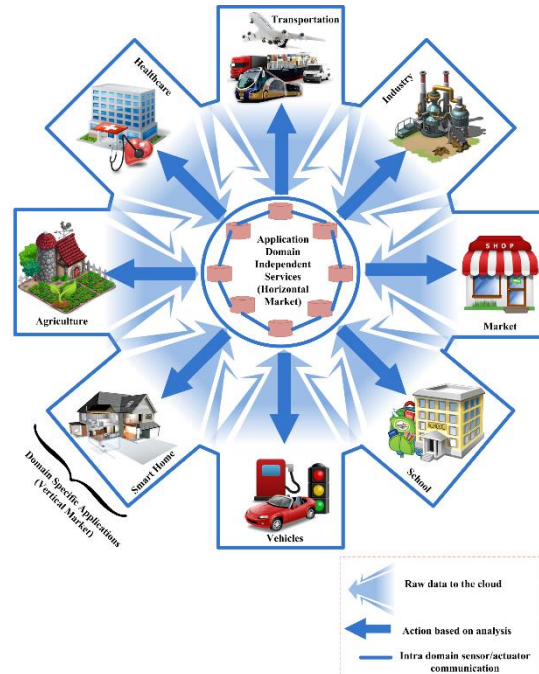 Transportation
Healthcare
Industry
Application
Domain
Independent
Services
(Horizontal
Market)
SHOP
Agriculture
Market
Smart Home
School
Domain Specific Applications
(Vertical Market)
Vehicles
Raw data to the cloud
Action based on analysis
Intra domain sensor/actuator
communication